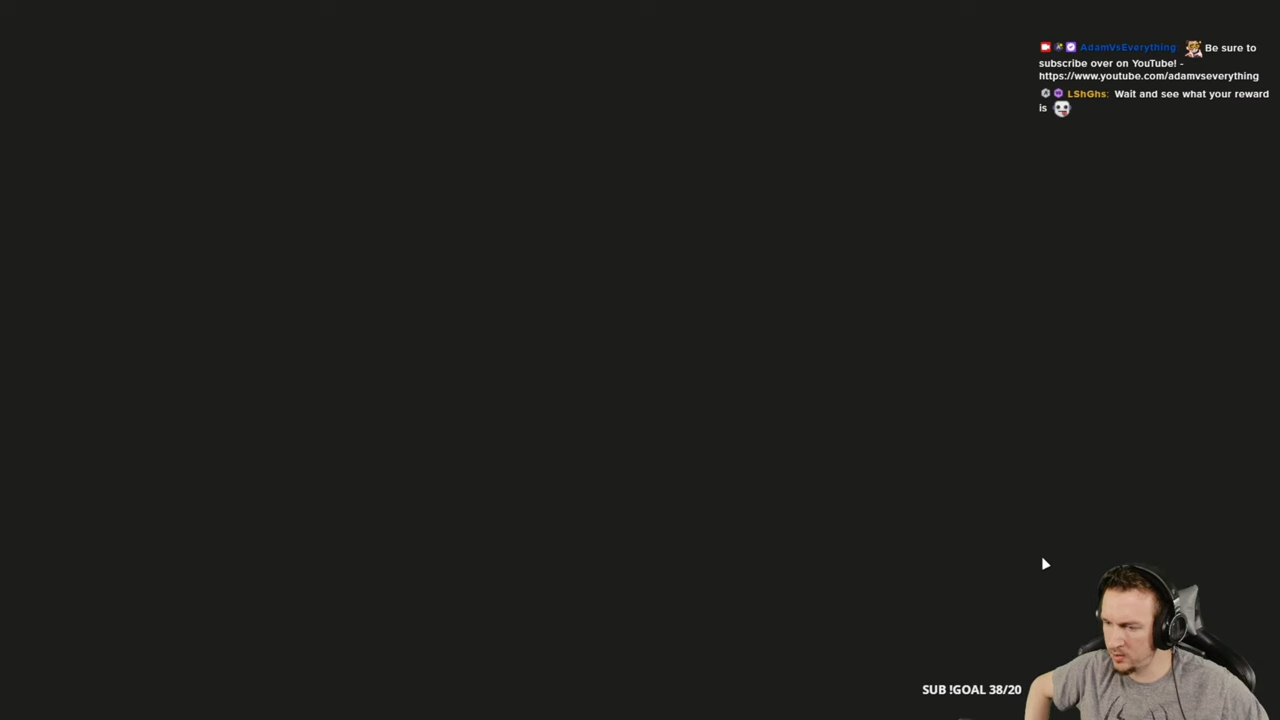 AdamVsEverything Be sure to
subscribe over on YouTube! -
https://www.youtube.com/adamvseverything
LShGhs: Wait and see what your reward
is
SUB !GOAL 38/20